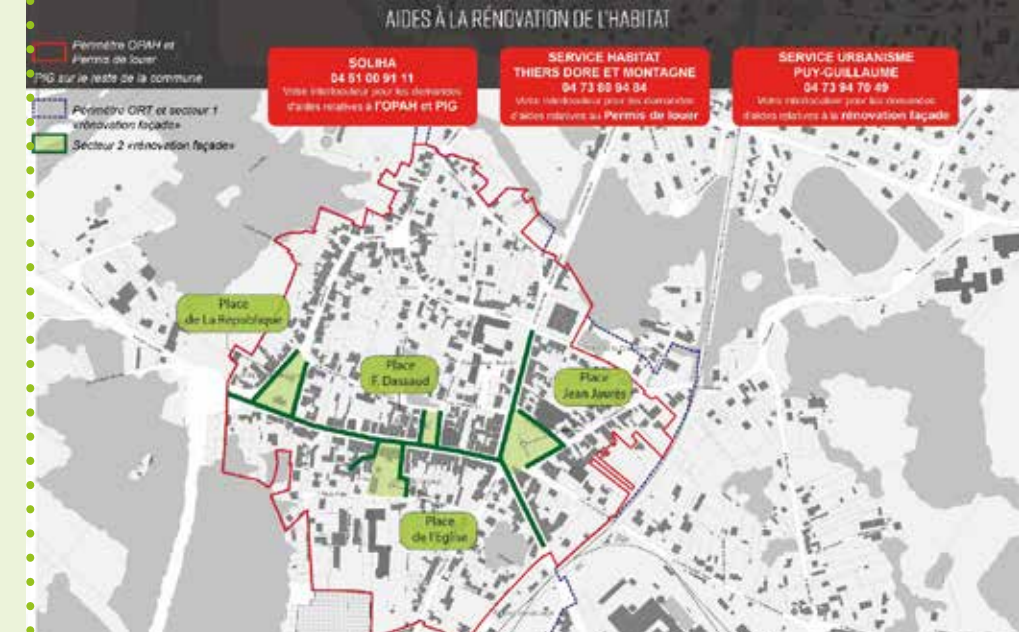 AIDES À LA RÉNOVATION DE L'HABITAT
Périmètre OPAH et
Permis de louer
PIG sur le reste de la commune
Périmètre ORT et secteur 1
«rénovation façade»
Secteur 2 «rénovation façade»
SOLIHA
04 51 00 91 11
Votre interlocuteur pour les demandes
d'aides relatives à l'OPAH et PIG
SERVICE HABITAT
THIERS DORE ET MONTAGNE
04 73 80 94 84
Votre interlocuteur pour les demandes
d'aides relatives au Permis de louer
SERVICE URBANISME
PUY-GUILLAUME
04 73 94 70 49
Votre interlocuteur pour les demandes
d'aides relatives à la rénovation façade
Place
de La République
Place
F. Dassaud
Place
Jean Jaurès
Place
de l'Eglise